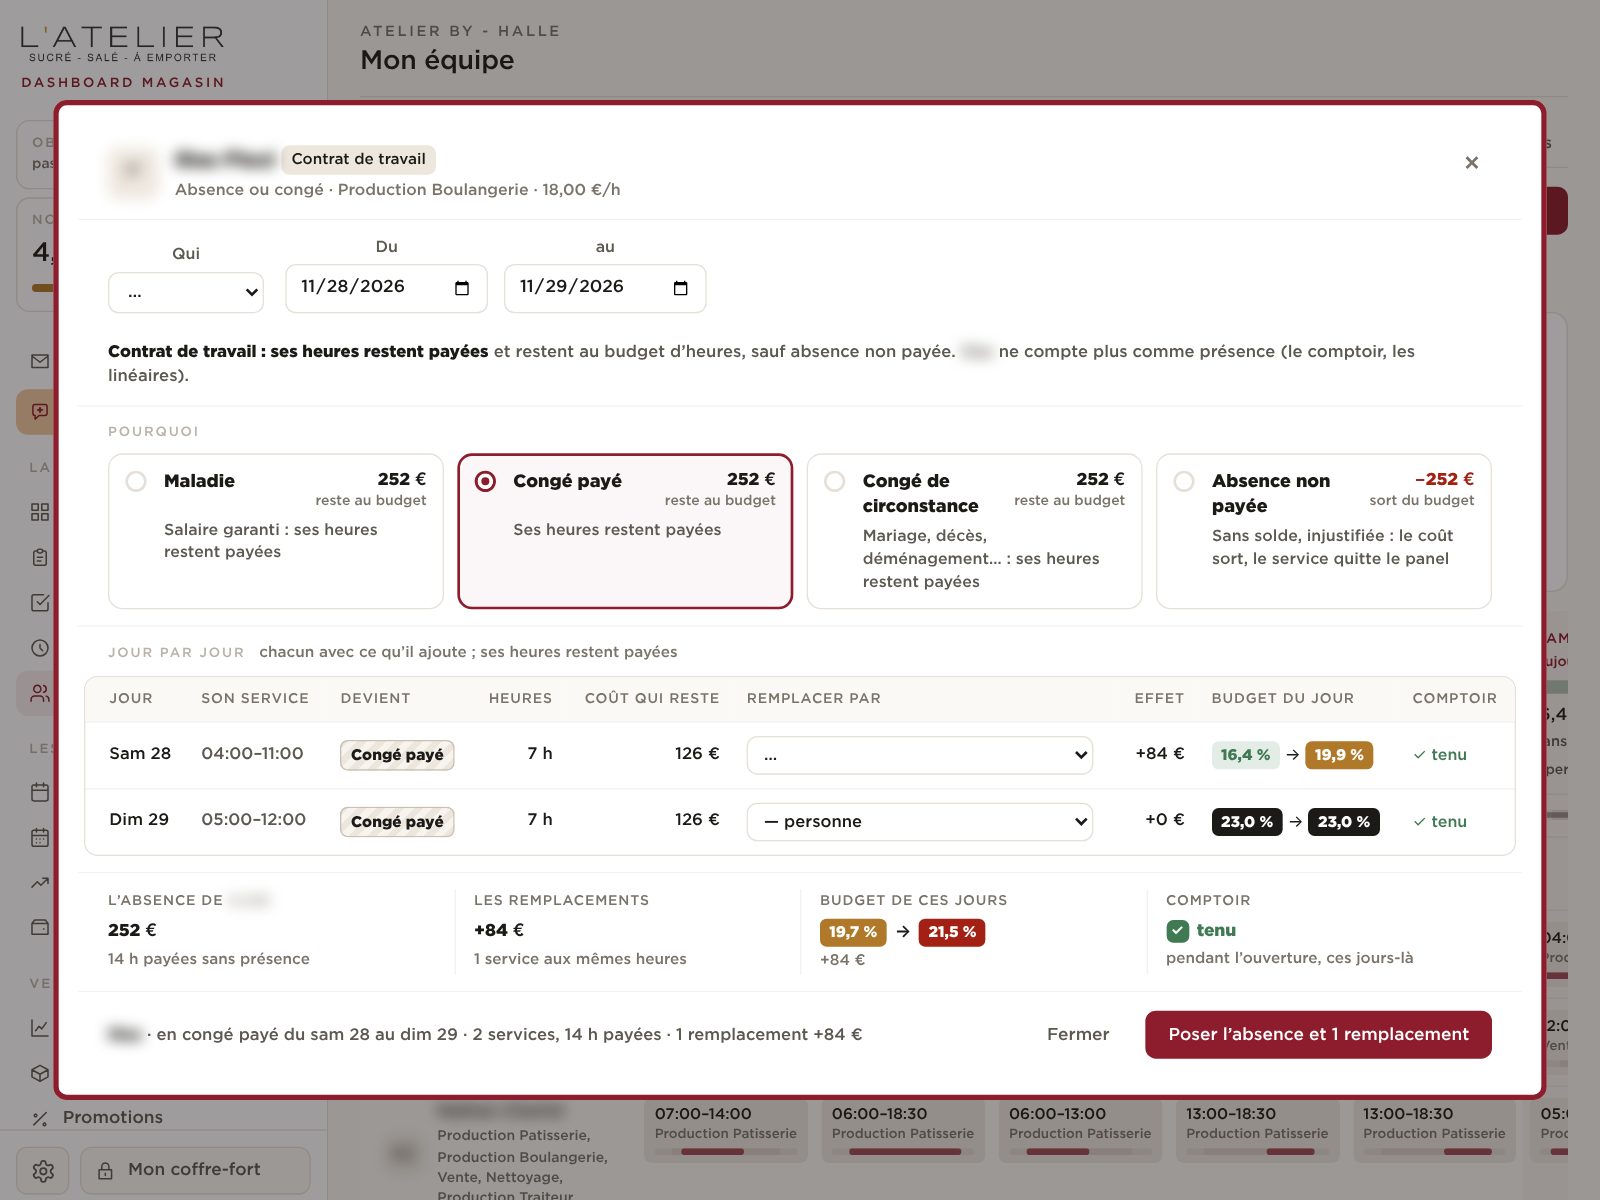 L'ATELIER
SUCRÉ - SALÉ - À EMPORTER
DASHBOARD MAGASIN
ATELIER BY - HALLE
Mon équipe
Contrat de travail
×
Absence ou congé · Production Boulangerie · 18,00 €/h
Qui
Du
au
...
11/28/2026
11/29/2026
Contrat de travail : ses heures restent payées et restent au budget d’heures, sauf absence non payée. ne compte plus comme présence (le comptoir, les
linéaires).
POURQUOI
Maladie
252 €
reste au budget
Salaire garanti : ses heures
restent payées
Congé payé
252 €
reste au budget
Ses heures restent payées
Congé de
circonstance
252 €
reste au budget
Mariage, décès,
déménagement... : ses heures
restent payées
Absence non
payée
−252 €
sort du budget
Sans solde, injustifiée : le coût
sort, le service quitte le panel
JOUR PAR JOUR chacun avec ce qu’il ajoute ; ses heures restent payées
JOUR SON SERVICE DEVIENT HEURES COÛT QUI RESTE REMPLACER PAR EFFET BUDGET DU JOUR COMPTOIR
Sam 28 04:00–11:00 Congé payé 7 h 126 € ... +84 € 16,4 % → 19,9 % ✓ tenu
Dim 29 05:00–12:00 Congé payé 7 h 126 € — personne +0 € 23,0 % → 23,0 % ✓ tenu
L’ABSENCE DE
252 €
14 h payées sans présence
LES REMPLACEMENTS
+84 €
1 service aux mêmes heures
BUDGET DE CES JOURS
19,7 % → 21,5 %
+84 €
COMPTOIR
tenu
pendant l’ouverture, ces jours-là
· en congé payé du sam 28 au dim 29 · 2 services, 14 h payées · 1 remplacement +84 €
Fermer
Poser l’absence et 1 remplacement
Promotions
Mon coffre-fort
Production Patisserie,
Production Boulangerie,
Vente, Nettoyage,
Production Traiteur
07:00–14:00
Production Patisserie
06:00–18:30
Production Patisserie
06:00–13:00
Production Patisserie
13:00–18:30
Production Patisserie
13:00–18:30
Production Patisserie